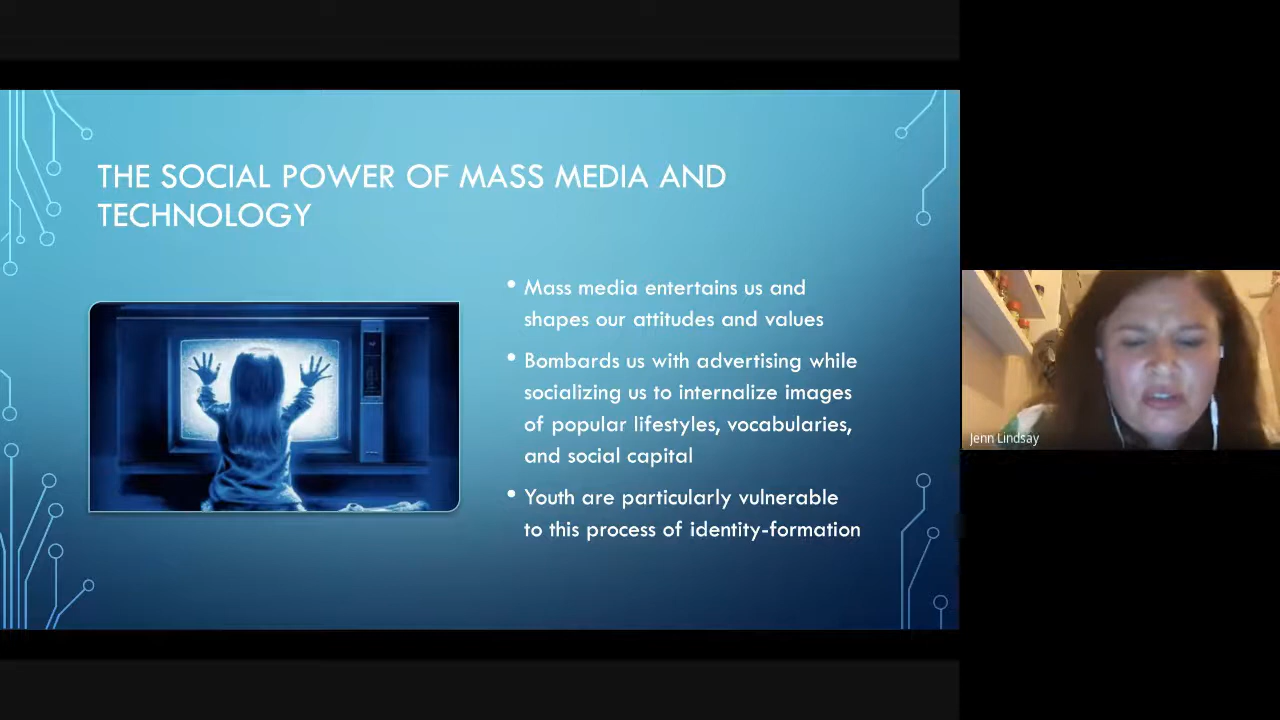 THE SOCIAL POWER OF MASS MEDIA AND
TECHNOLOGY
• Mass media entertains us and
shapes our attitudes and values
• Bombards us with advertising while
socializing us to internalize images
of popular lifestyles, vocabularies,
and social capital
• Youth are particularly vulnerable
to this process of identity-formation
Jenn Lindsay